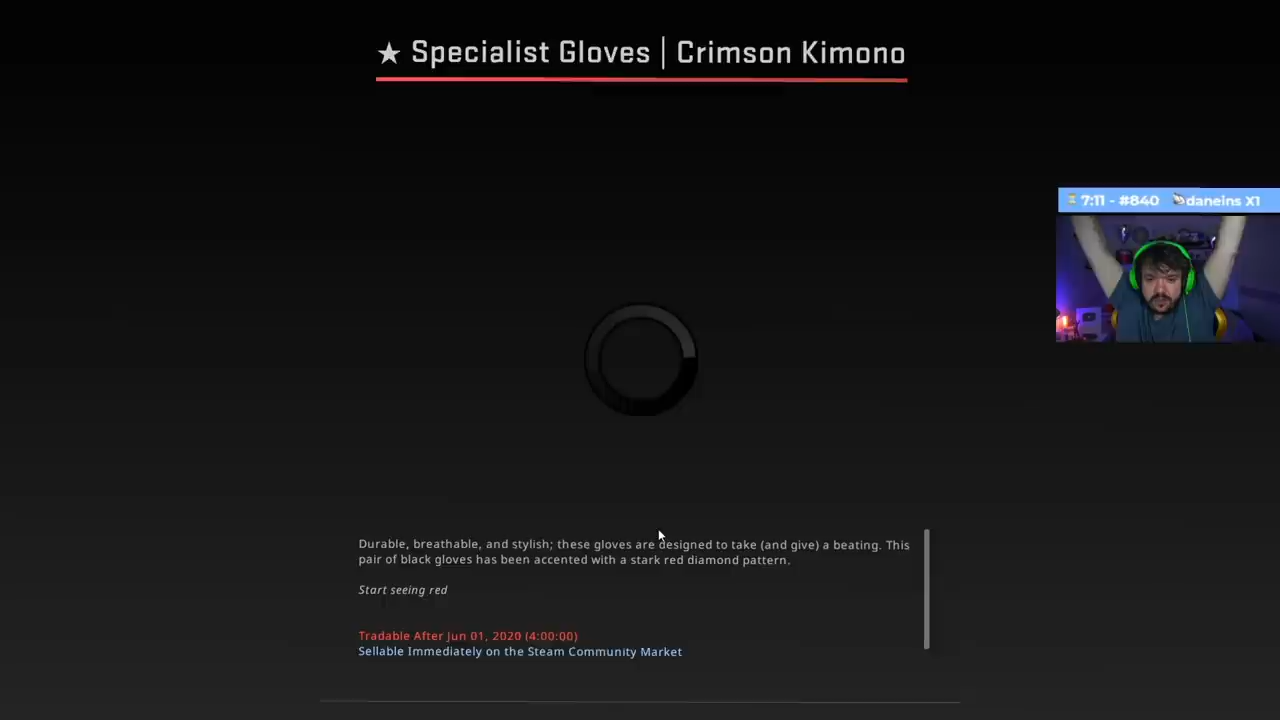 ★ Specialist Gloves | Crimson Kimono
7:11 - #840 daneins X1
Durable, breathable, and stylish; these gloves are designed to take (and give) a beating. This
pair of black gloves has been accented with a stark red diamond pattern.
Start seeing red
Tradable After Jun 01, 2020 (4:00:00)
Sellable Immediately on the Steam Community Market